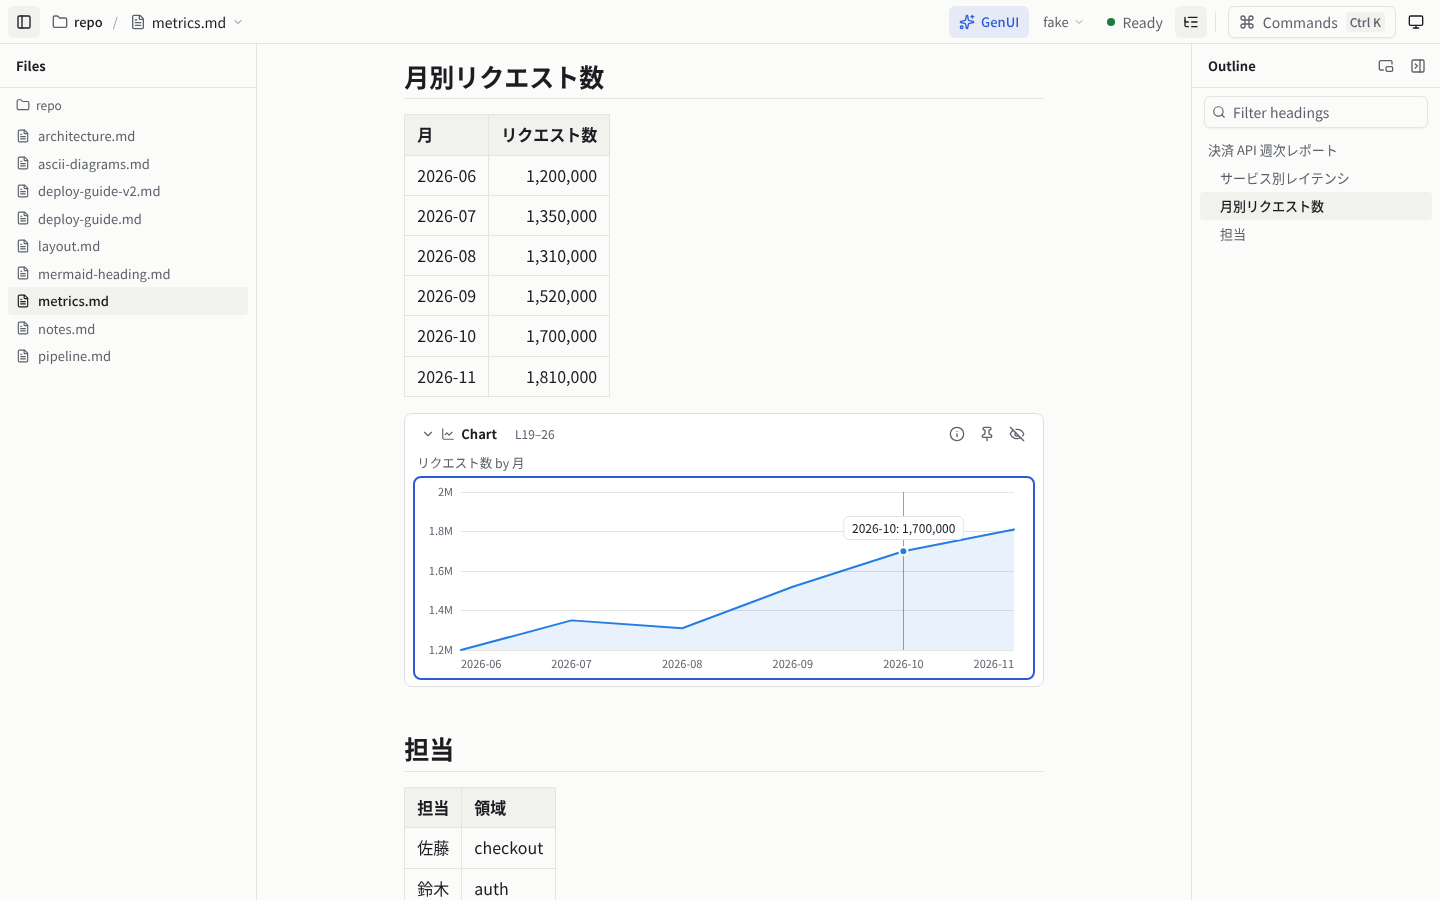 repo / metrics.md
GenUI fake Ready Commands Ctrl K
Files
repo
architecture.md
ascii-diagrams.md
deploy-guide-v2.md
deploy-guide.md
layout.md
mermaid-heading.md
metrics.md
notes.md
pipeline.md
月別リクエスト数
月 リクエスト数
2026-06 1,200,000
2026-07 1,350,000
2026-08 1,310,000
2026-09 1,520,000
2026-10 1,700,000
2026-11 1,810,000
Chart L19–26
リクエスト数 by 月
2M
1.8M
1.6M
1.4M
1.2M
2026-10: 1,700,000
2026-06 2026-07 2026-08 2026-09 2026-10 2026-11
担当
担当 領域
佐藤 checkout
鈴木 auth
Outline
Filter headings
決済 API 週次レポート
サービス別レイテンシ
月別リクエスト数
担当